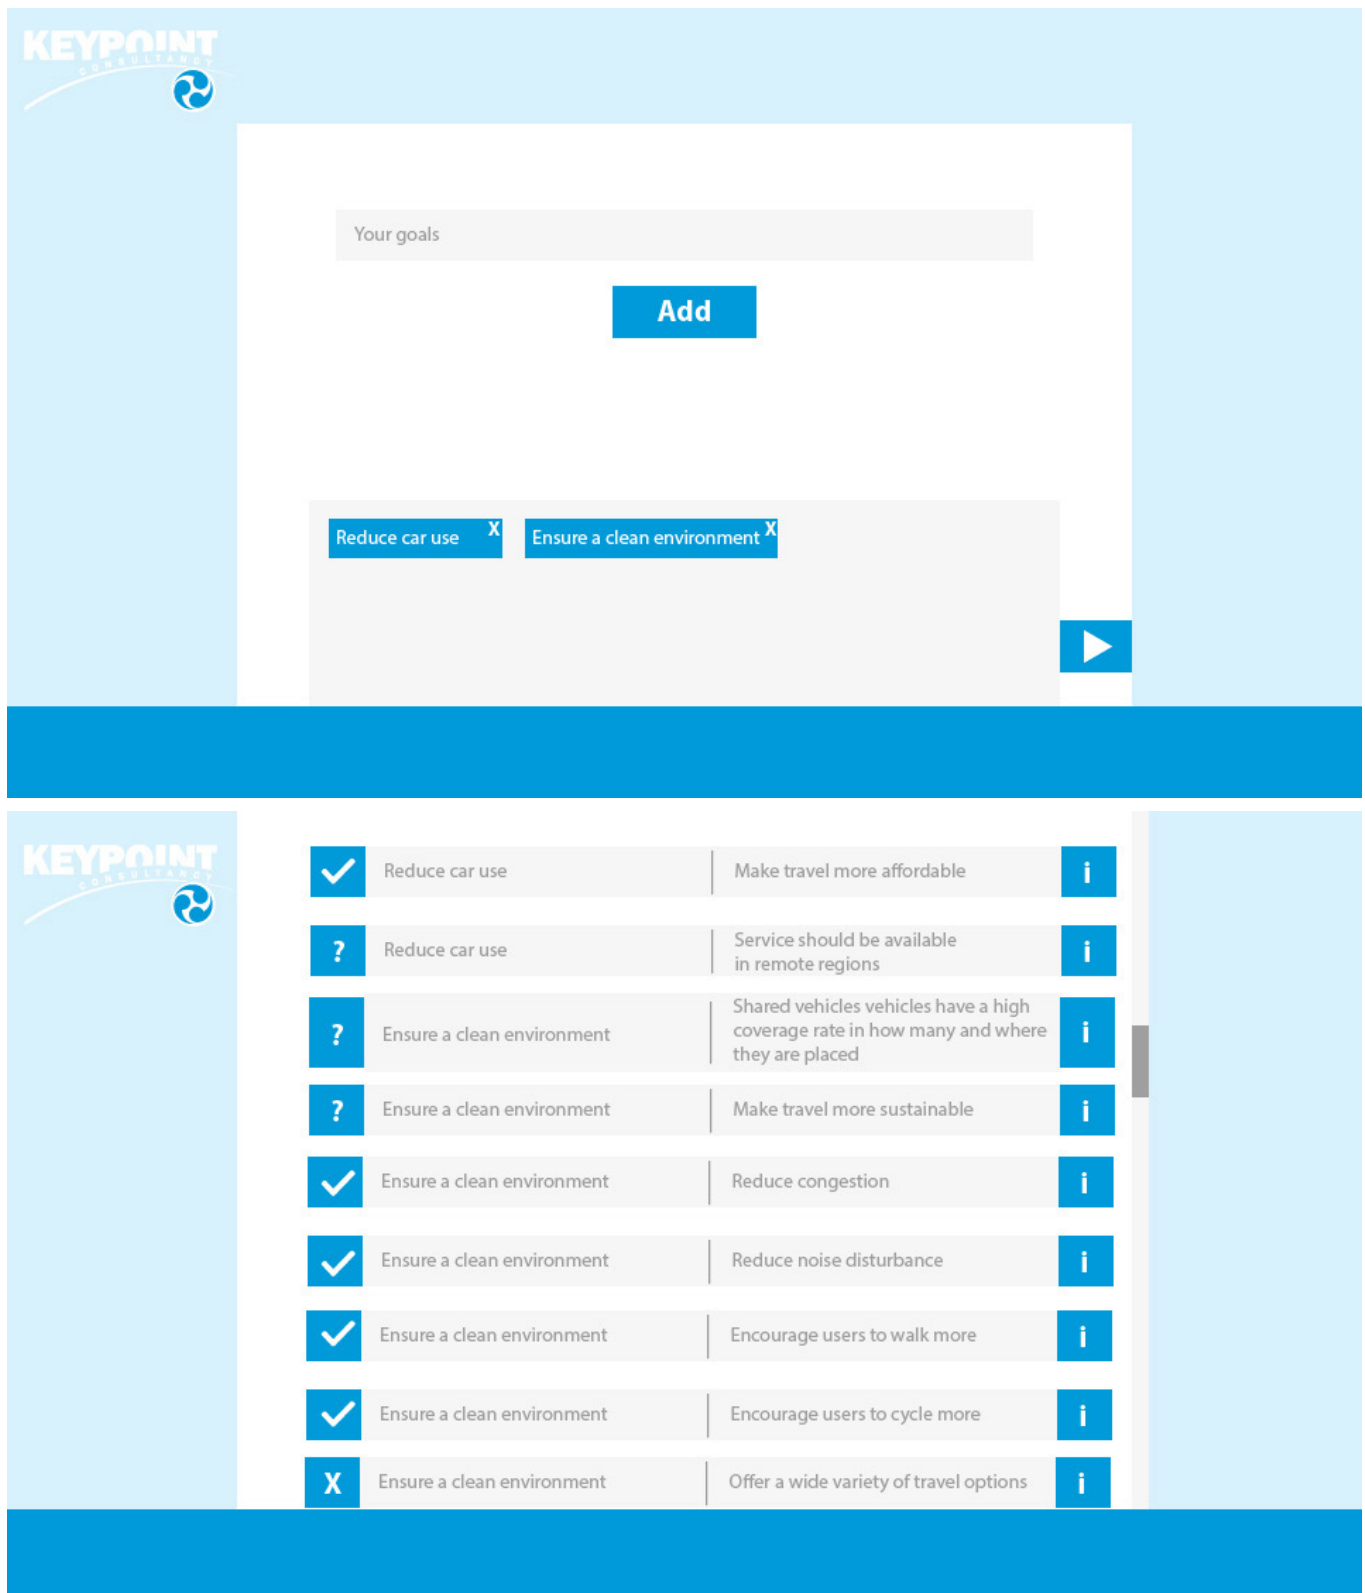 KEYPOINT
CONSULTANCY
Your goals
Add
Reduce car use X Ensure a clean environment X
KEYPOINT
CONSULTANCY
Reduce car use Make travel more affordable i
? Reduce car use Service should be available
in remote regions i
? Ensure a clean environment Shared vehicles vehicles have a high
coverage rate in how many and where
they are placed i
? Ensure a clean environment Make travel more sustainable i
Ensure a clean environment Reduce congestion i
Ensure a clean environment Reduce noise disturbance i
Ensure a clean environment Encourage users to walk more i
Ensure a clean environment Encourage users to cycle more i
X Ensure a clean environment Offer a wide variety of travel options i